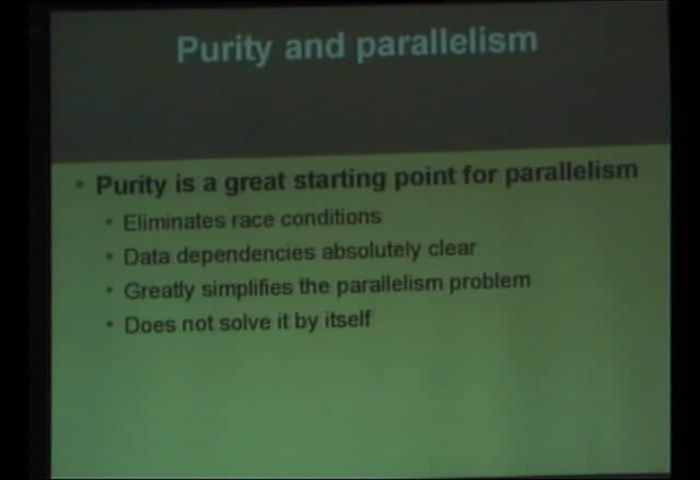 Purity and parallelism
• Purity is a great starting point for parallelism
• Eliminates race conditions
• Data dependencies absolutely clear
• Greatly simplifies the parallelism problem
• Does not solve it by itself